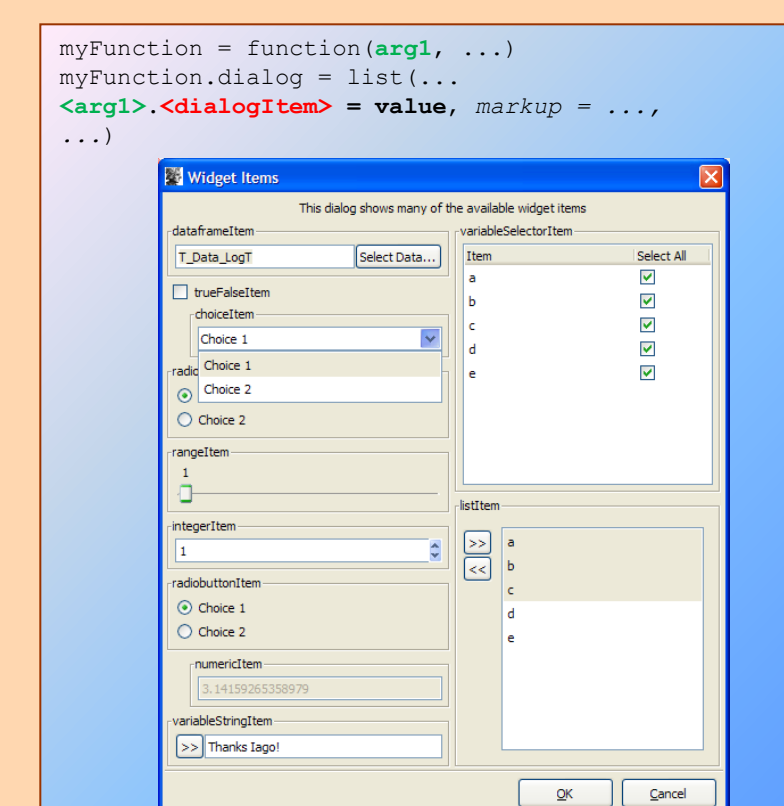 myFunction = function(arg1, ...)
myFunction.dialog = list(...
<arg1>.<dialogItem> = value, markup = ...,
...)
Widget Items
This dialog shows many of the available widget items
dataframeItem
T_Data_LogT
Select Data...
trueFalseItem
choiceItem
Choice 1
Choice 1
Choice 2
radio
Choice 2
rangeItem
1
integerItem
1
radiobuttonItem
Choice 1
Choice 2
numericItem
3.14159265358979
variableStringItem
>> Thanks Iago!
variableSelectorItem
Item Select All
a
b
c
d
e
listItem
>>
<<
a
b
c
d
e
OK Cancel